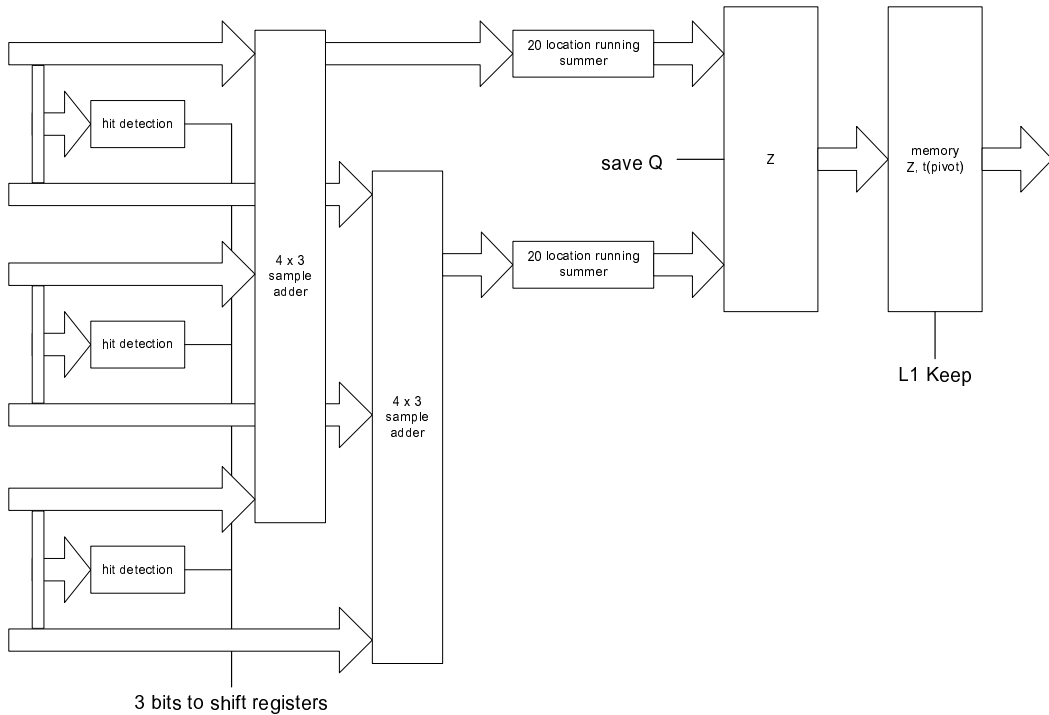 20 location running
summer
hit detection
save Q
Z
memory
Z, t(pivot)
4 x 3
sample
adder
20 location running
summer
hit detection
L1 Keep
4 x 3
sample
adder
hit detection
3 bits to shift registers